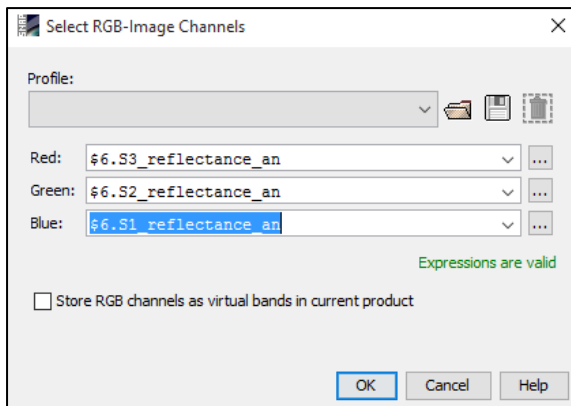 Select RGB-Image Channels
Profile:
Red: $6.S3_reflectance_an ...
Green: $6.S2_reflectance_an ...
Blue: $6.S1_reflectance_an ...
Expressions are valid
Store RGB channels as virtual bands in current product
OK Cancel Help